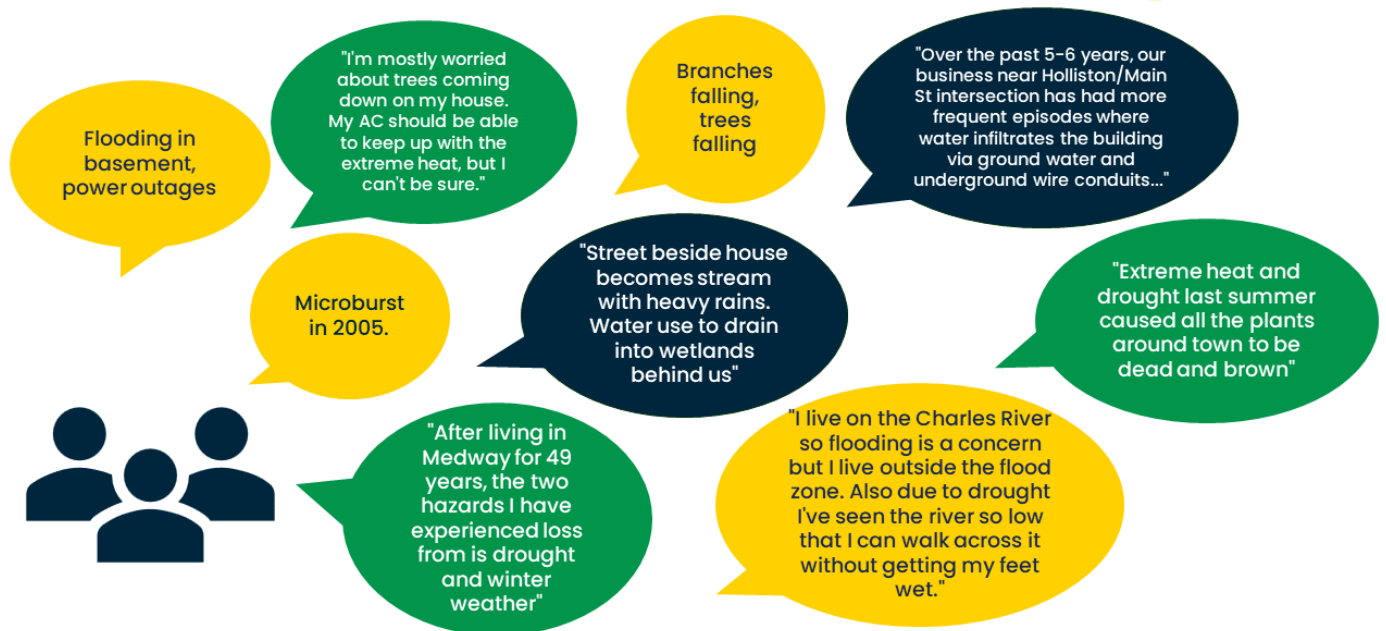 Flooding in
basement,
power outages
"I'm mostly worried
about trees coming
down on my house.
My AC should be able
to keep up with the
extreme heat, but I
can't be sure."
Branches
falling,
trees
falling
"Over the past 5-6 years, our
business near Holliston/Main
St intersection has had more
frequent episodes where
water infiltrates the building
via ground water and
underground wire conduits..."
Microburst
in 2005.
"Street beside house
becomes stream
with heavy rains.
Water use to drain
into wetlands
behind us"
"Extreme heat and
drought last summer
caused all the plants
around town to be
dead and brown"
"After living in
Medway for 49
years, the two
hazards I have
experienced loss
from is drought
and winter
weather"
"I live on the Charles River
so flooding is a concern
but I live outside the flood
zone. Also due to drought
I've seen the river so low
that I can walk across it
without getting my feet
wet."